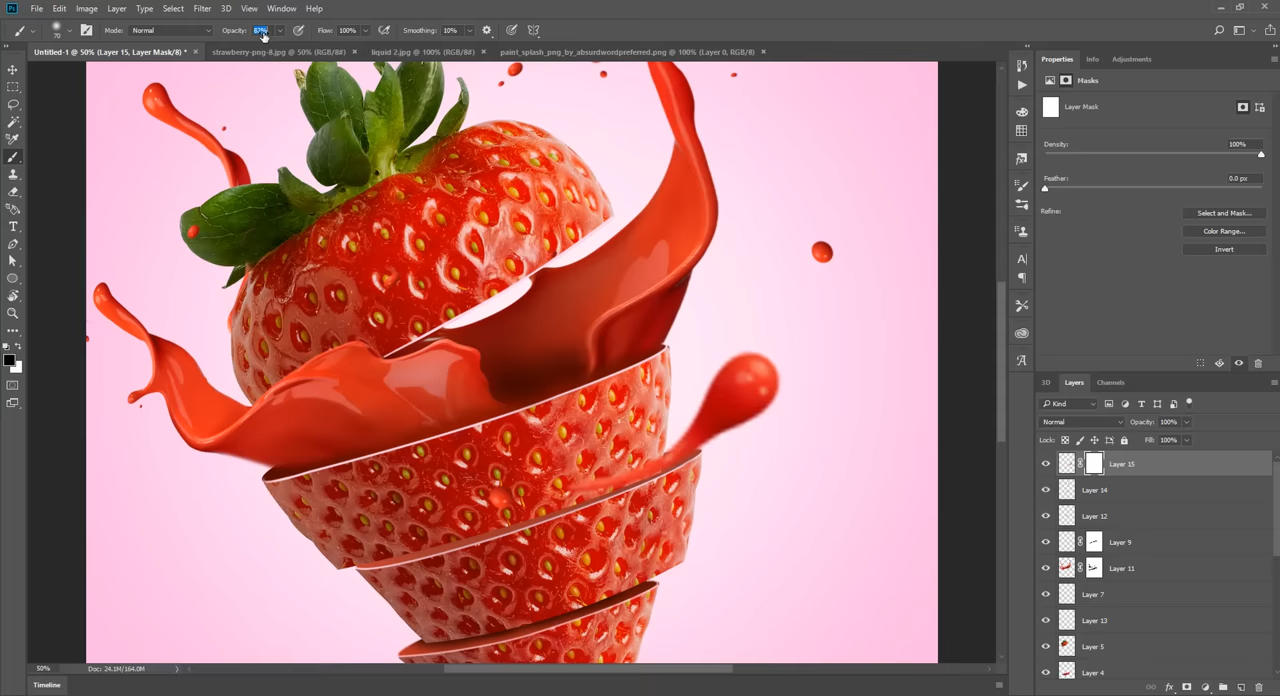 Ps File Edit Image Layer Type Select Filter 3D View Window Help
70 Mode: Normal Opacity: 82% Flow: 100% Smoothing: 10%
Untitled-1 @ 50% (Layer 15, Layer Mask/8) * × strawberry-png-8.jpg @ 50% (RGB/8#) × liquid 2.jpg @ 100% (RGB/8#) × paint_splash_png_by_absurdwordpreferred.png @ 100% (Layer 0, RGB/8) ×
Properties Info Adjustments
Masks
Layer Mask
Density: 100%
Feather: 0.0 px
Refine: Select and Mask...
Color Range...
Invert
3D Layers Channels
Kind
Normal Opacity: 100%
Lock: Fill: 100%
Layer 15
Layer 14
Layer 12
Layer 9
Layer 11
Layer 7
Layer 13
Layer 5
Layer 4
50% Doc: 24.1M/164.0M
Timeline